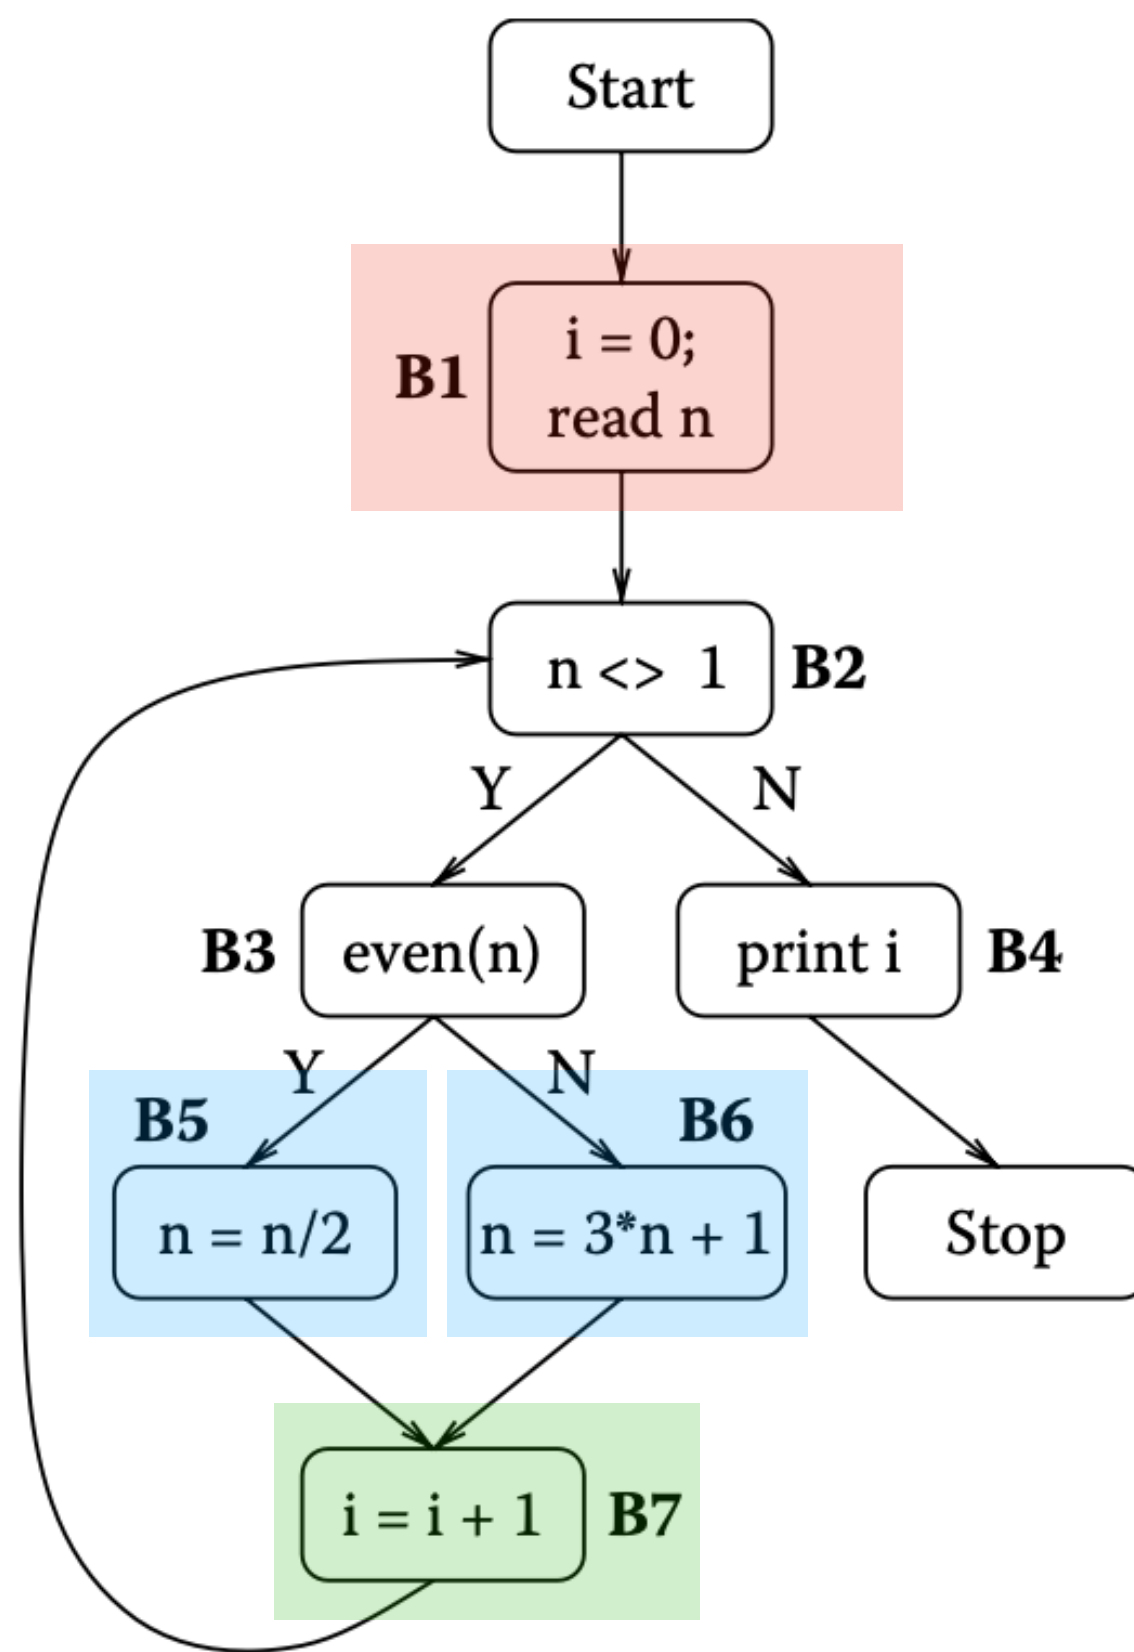 Start
B1
i = 0;
read n
n <> 1
B2
Y
N
B3
even(n)
print i
B4
Y
N
B5
B6
n = n/2
n = 3*n + 1
Stop
i = i + 1
B7